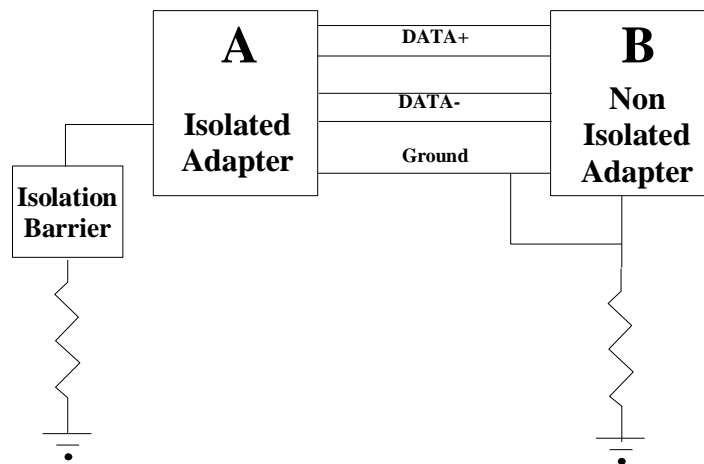 A
Isolated
Adapter
DATA+
DATA-
Ground
B
Non
Isolated
Adapter
Isolation
Barrier